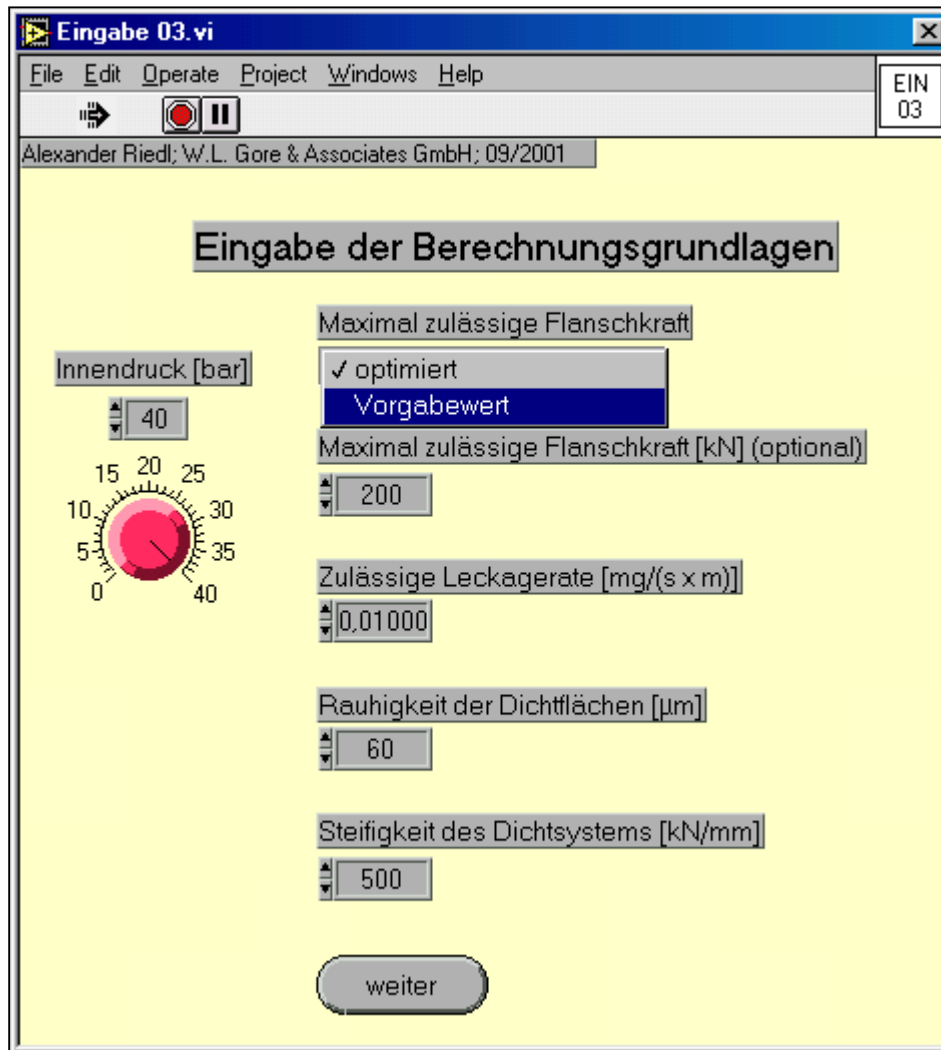 Eingabe 03.vi
File Edit Operate Project Windows Help
EIN
03
Alexander Riedl; W.L. Gore & Associates GmbH; 09/2001
Eingabe der Berechnungsgrundlagen
Maximal zulässige Flanschkraft
✓ optimiert
Vorgabewert
Innendruck [bar]
40
0 5 10 15 20 25 30 35 40
Maximal zulässige Flanschkraft [kN] (optional)
200
Zulässige Leckagerate [mg/(s x m)]
0,01000
Rauhigkeit der Dichtflächen [µm]
60
Steifigkeit des Dichtsystems [kN/mm]
500
weiter